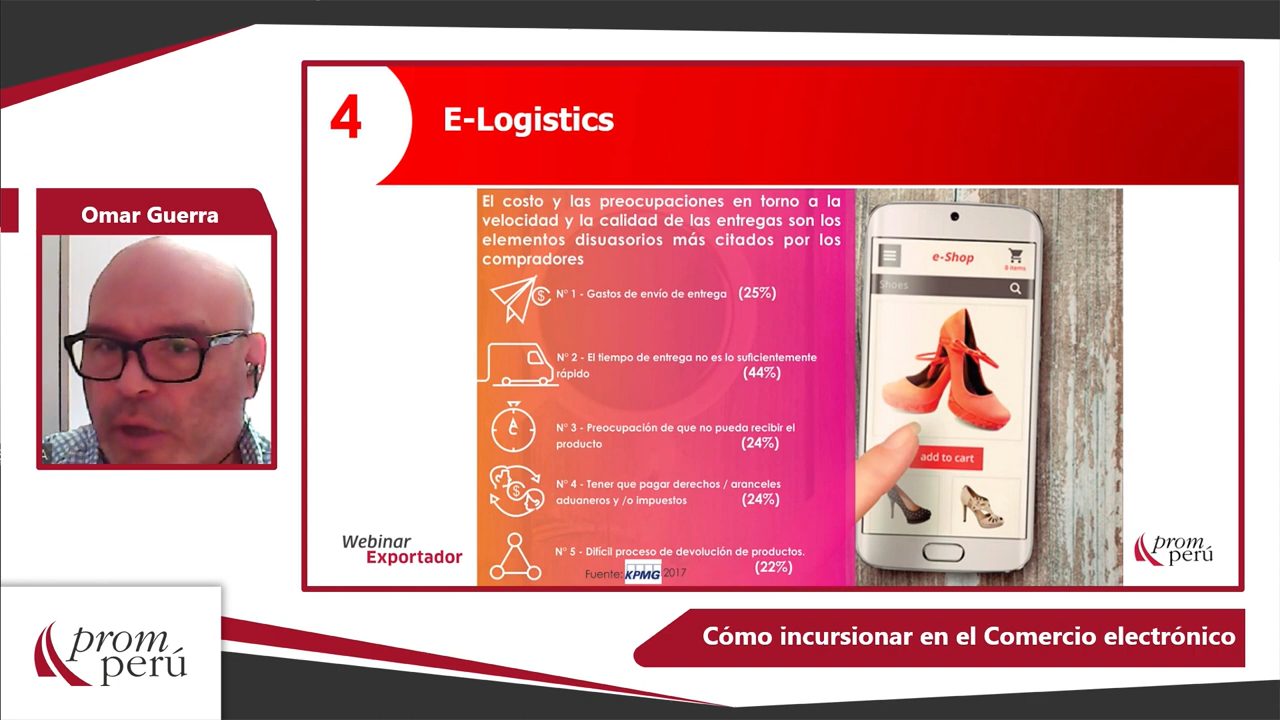 4
E-Logistics
Omar Guerra
El costo y las preocupaciones en torno a la
velocidad y la calidad de las entregas son los
elementos disuasorios más citados por los
compradores
N° 1 - Gastos de envío de entrega (25%)
N° 2 - El tiempo de entrega no es lo suficientemente
rápido (44%)
N° 3 - Preocupación de que no pueda recibir el
producto (24%)
N° 4 - Tener que pagar derechos / aranceles
aduaneros y /o impuestos (24%)
N° 5 - Difícil proceso de devolución de productos.
(22%)
Fuente: KPMG 2017
e-Shop
0 items
Shoes
add to cart
Webinar
Exportador
prom
perú
Cómo incursionar en el Comercio electrónico
prom
perú